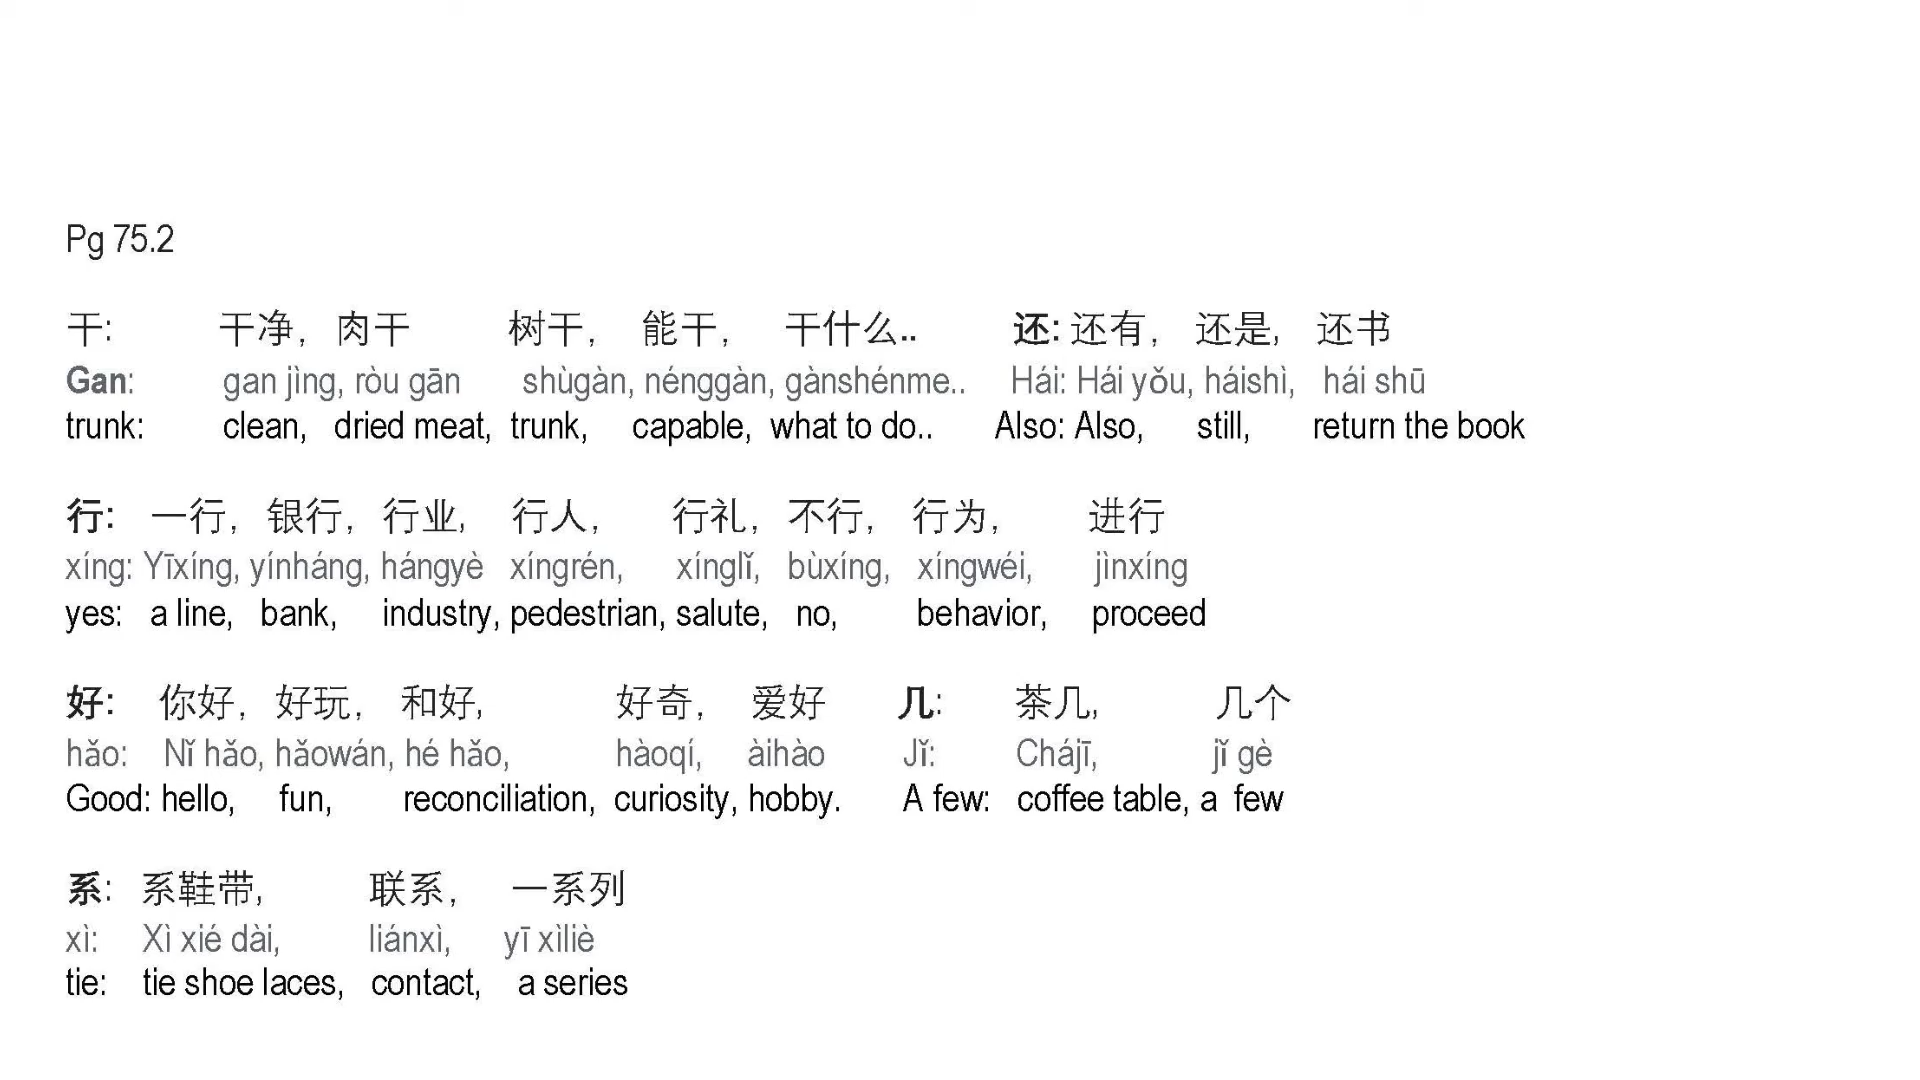 Pg 75.2
干: 干净, 肉干 树干, 能干, 干什么.. 还: 还有, 还是, 还书
Gan: gan jìng, ròu gān shùgàn, nénggàn, gànshénme.. Hái: Hái yǒu, háishì, hái shū
trunk: clean, dried meat, trunk, capable, what to do.. Also: Also, still, return the book
行: 一行, 银行, 行业, 行人, 行礼, 不行, 行为, 进行
xíng: Yīxíng, yínháng, hángyè xíngrén, xínglǐ, bùxíng, xíngwéi, jìnxíng
yes: a line, bank, industry, pedestrian, salute, no, behavior, proceed
好: 你好, 好玩, 和好, 好奇, 爱好 几: 茶几, 几个
hǎo: Nǐ hǎo, hǎowán, hé hǎo, hàoqí, àihào Jǐ: Chájī, jǐ gè
Good: hello, fun, reconciliation, curiosity, hobby. A few: coffee table, a few
系: 系鞋带, 联系, 一系列
xì: Xì xié dài, liánxì, yī xìliè
tie: tie shoe laces, contact, a series